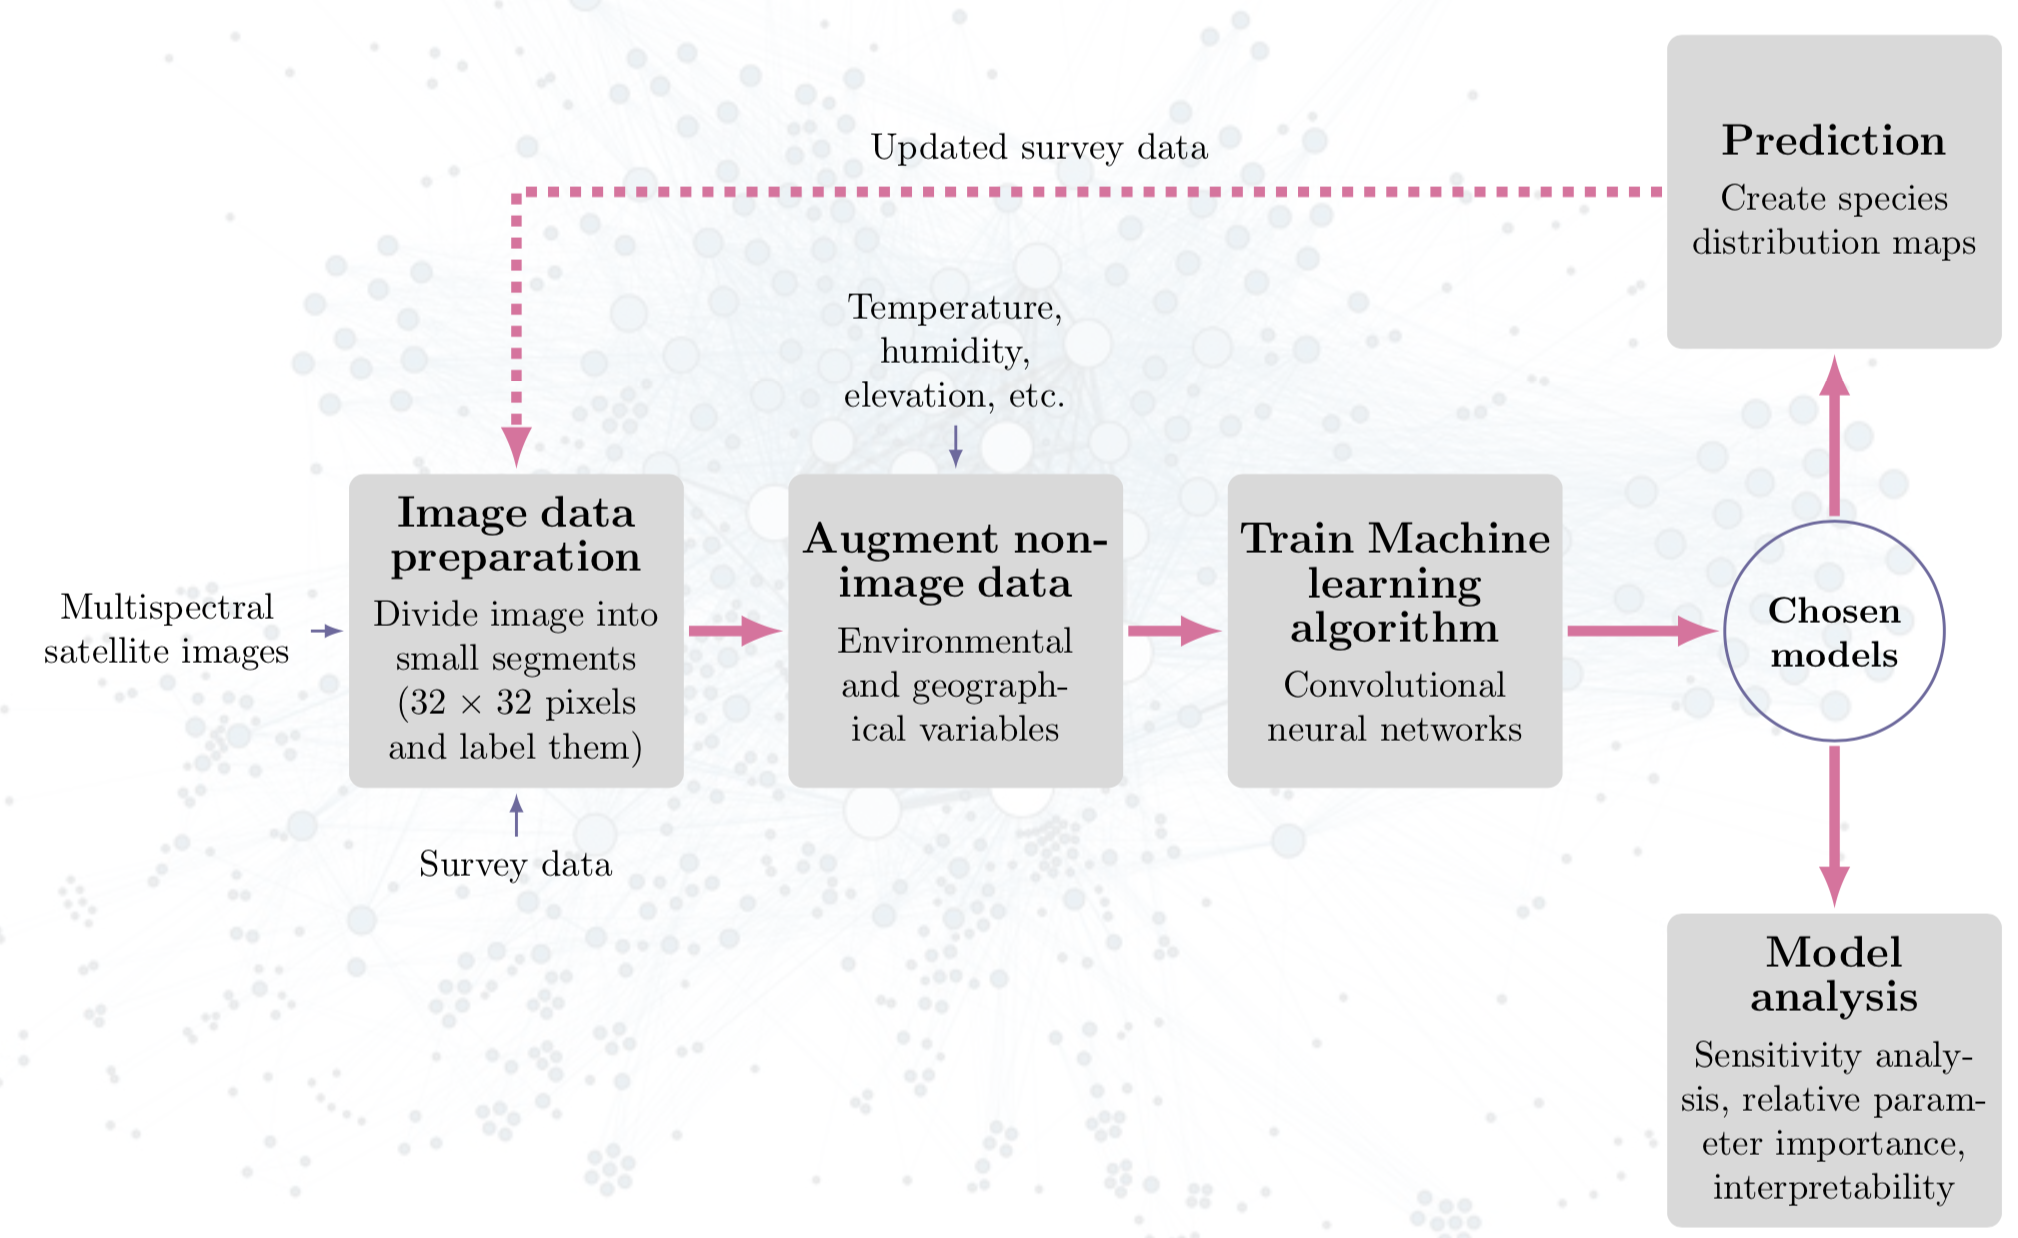 Updated survey data
Prediction
Create species
distribution maps
Temperature,
humidity,
elevation, etc.
Multispectral
satellite images
Image data
preparation
Divide image into
small segments
(32 × 32 pixels
and label them)
Survey data
Augment non-
image data
Environmental
and geograph-
ical variables
Train Machine
learning
algorithm
Convolutional
neural networks
Chosen
models
Model
analysis
Sensitivity analy-
sis, relative param-
eter importance,
interpretability